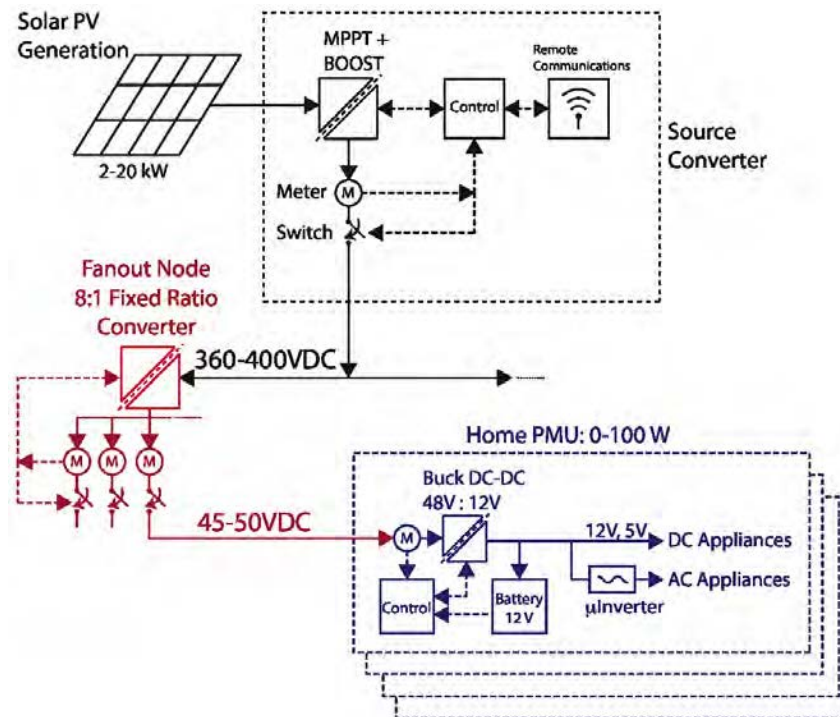 Solar PV
Generation
2-20 kW
MPPT +
BOOST
Control
Remote
Communications
Source
Converter
Meter
M
Switch
Fanout Node
8:1 Fixed Ratio
Converter
360-400VDC
M
M
M
45-50VDC
Home PMU: 0-100 W
Buck DC-DC
48V : 12V
M
12V, 5V
DC Appliances
Control
Battery
12 V
AC Appliances
μInverter